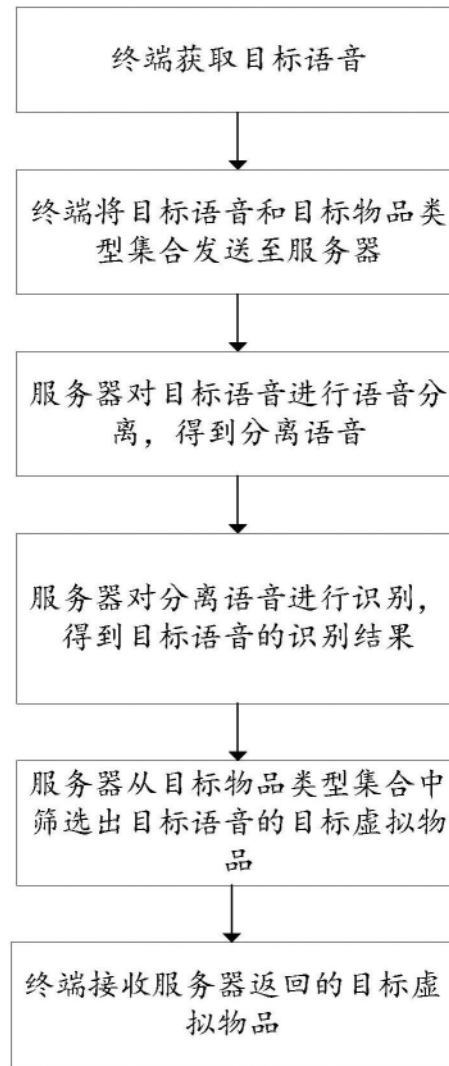 终端获取目标语音
终端将目标语音和目标物品类
型集合发送至服务器
服务器对目标语音进行语音分
离，得到分离语音
服务器对分离语音进行识别，
得到目标语音的识别结果
服务器从目标物品类型集合中
筛选出目标语音的目标虚拟物
品
终端接收服务器返回的目标虚
拟物品